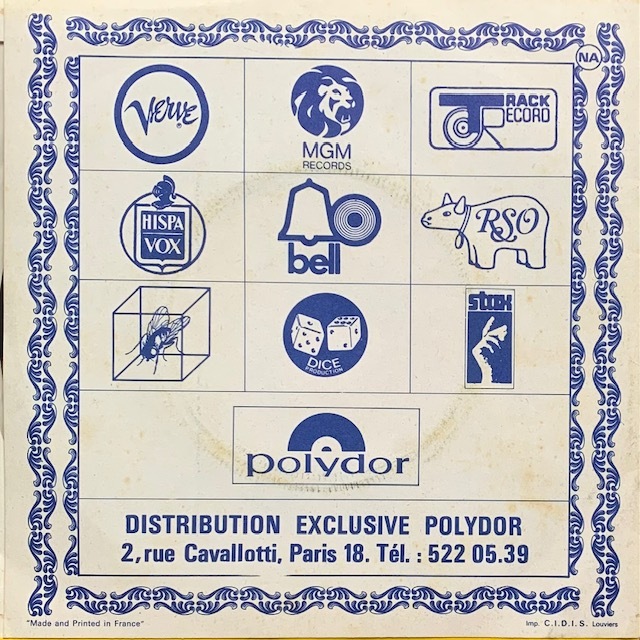 NA
Verve
MGM
RECORDS
TRACK
RECORD
HISPA
VOX
bell
RSO
DICE
PRODUCTION
stax
polydor
DISTRIBUTION EXCLUSIVE POLYDOR
2, rue Cavallotti, Paris 18. Tél. : 522 05.39
"Made and Printed in France"
Imp. C.I.D.I.S. Louviers